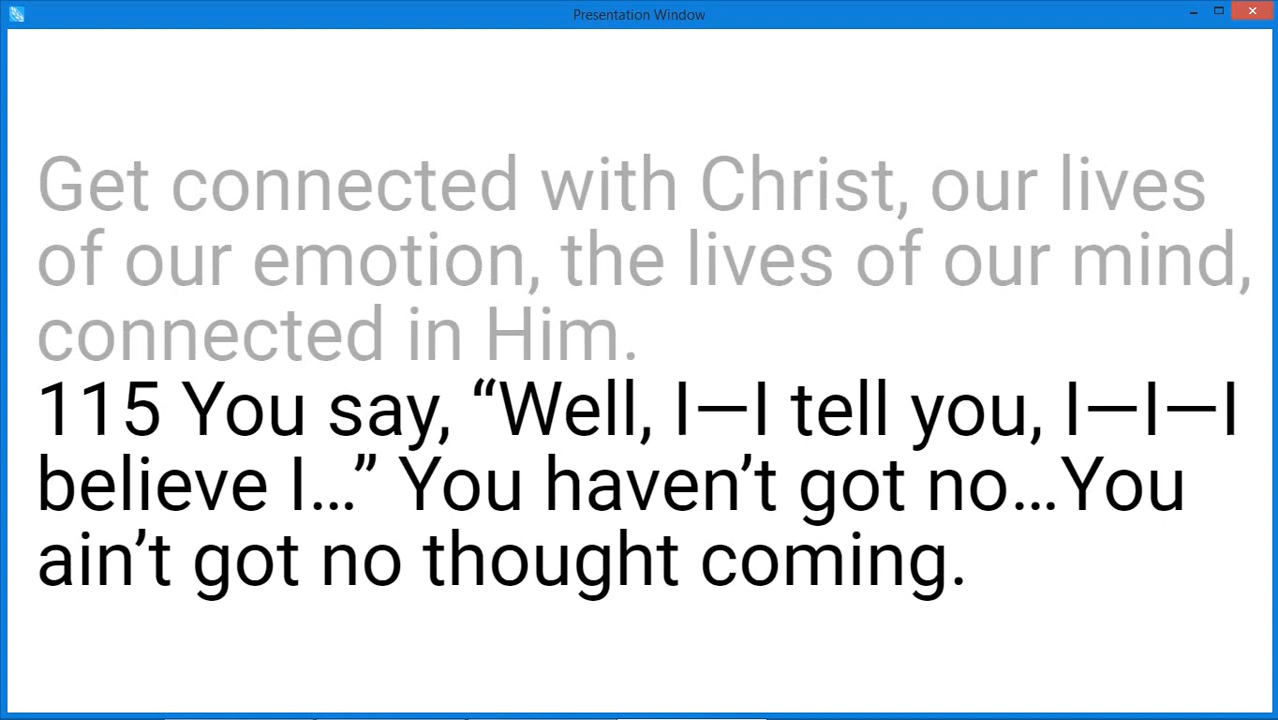 Presentation Window
Get connected with Christ, our lives
of our emotion, the lives of our mind,
connected in Him.
115 You say, “Well, I—I tell you, I—I—I
believe I…” You haven’t got no…You
ain’t got no thought coming.